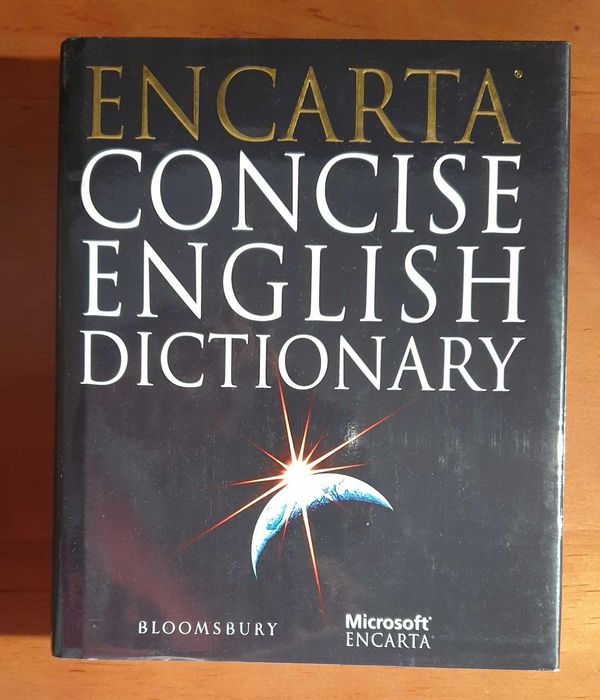 ENCARTA®
CONCISE
ENGLISH
DICTIONARY
BLOOMSBURY
Microsoft®
ENCARTA®